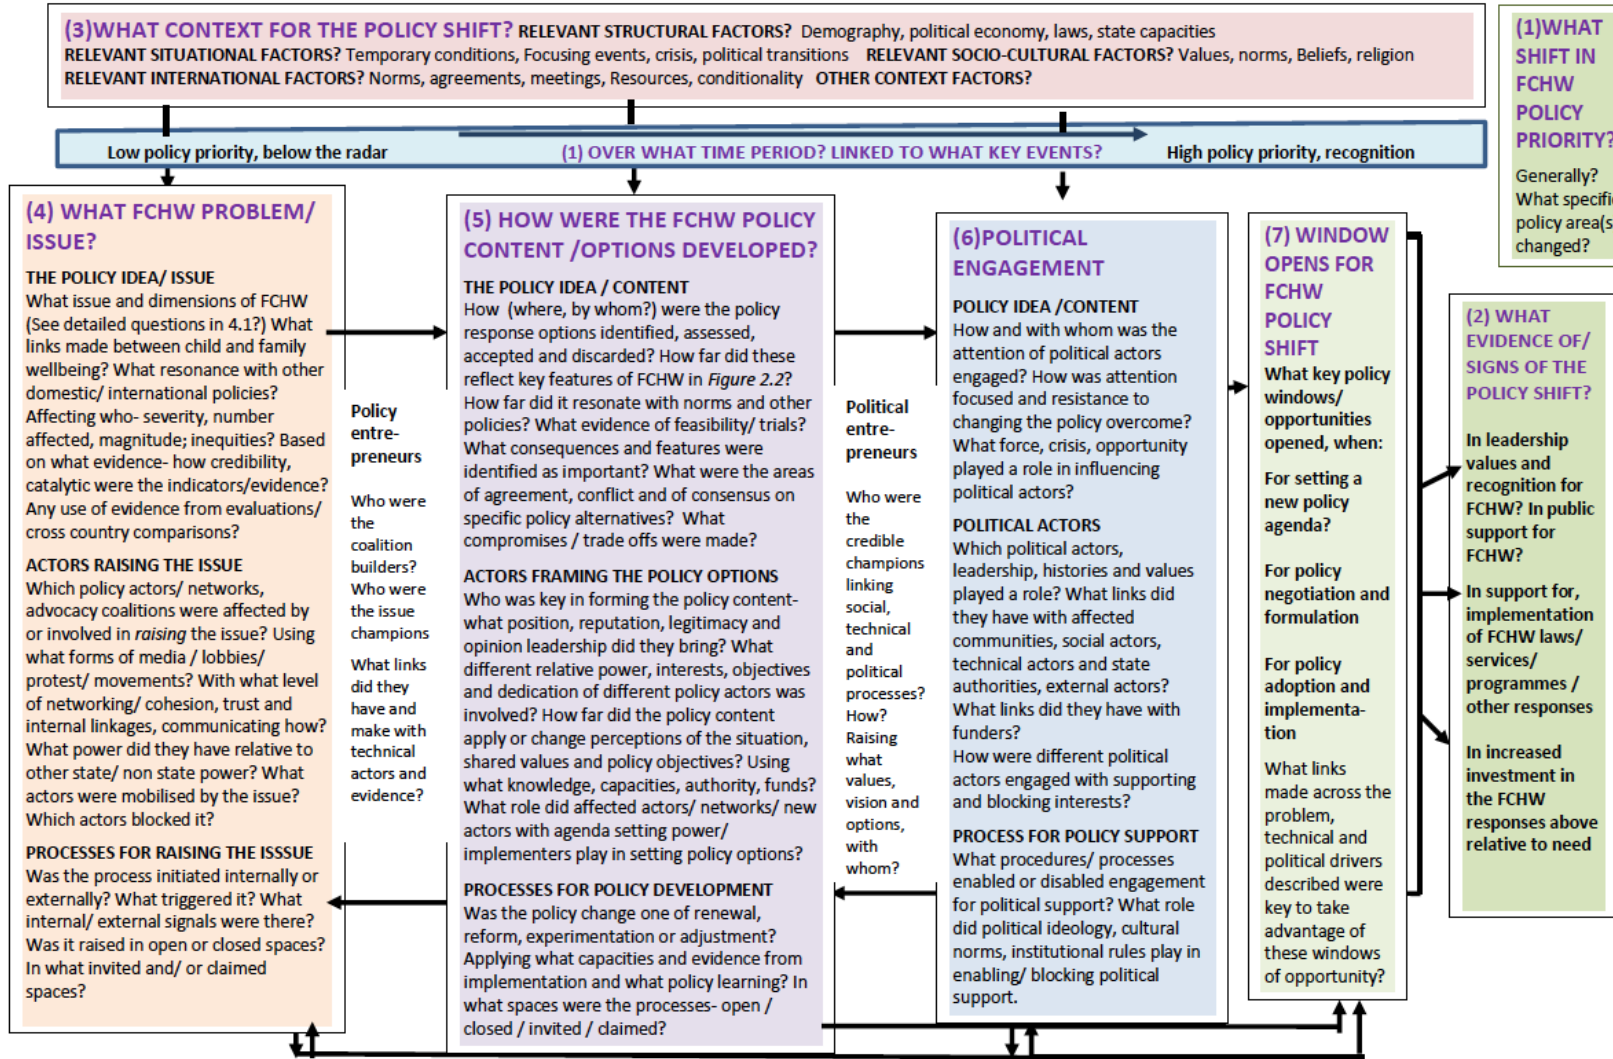 (3)WHAT CONTEXT FOR THE POLICY SHIFT? RELEVANT STRUCTURAL FACTORS? Demography, political economy, laws, state capacities
RELEVANT SITUATIONAL FACTORS? Temporary conditions, Focusing events, crisis, political transitions RELEVANT SOCIO-CULTURAL FACTORS? Values, norms, Beliefs, religion
RELEVANT INTERNATIONAL FACTORS? Norms, agreements, meetings, Resources, conditionality OTHER CONTEXT FACTORS?
(1)WHAT
SHIFT IN
FCHW
POLICY
PRIORITY?
Generally?
What specific
policy area(s
changed?
Low policy priority, below the radar
(1) OVER WHAT TIME PERIOD? LINKED TO WHAT KEY EVENTS?
High policy priority, recognition
(4) WHAT FCHW PROBLEM/
ISSUE?
THE POLICY IDEA/ ISSUE
What issue and dimensions of FCHW
(See detailed questions in 4.1?) What
links made between child and family
wellbeing? What resonance with other
domestic/ international policies?
Affecting who- severity, number
affected, magnitude; inequities? Based
on what evidence- how credibility,
catalytic were the indicators/evidence?
Any use of evidence from evaluations/
cross country comparisons?
ACTORS RAISING THE ISSUE
Which policy actors/ networks,
advocacy coalitions were affected by
or involved in raising the issue? Using
what forms of media / lobbies/
protest/ movements? With what level
of networking/ cohesion, trust and
internal linkages, communicating how?
What power did they have relative to
other state/ non state power? What
actors were mobilised by the issue?
Which actors blocked it?
PROCESSES FOR RAISING THE ISSSUE
Was the process initiated internally or
externally? What triggered it? What
internal/ external signals were there?
Was it raised in open or closed spaces?
In what invited and/ or claimed
spaces?
Policy
entre-
preneurs
Who were
the
coalition
builders?
Who were
the issue
champions
What links
did they
have and
make with
technical
actors and
evidence?
(5) HOW WERE THE FCHW POLICY
CONTENT /OPTIONS DEVELOPED?
THE POLICY IDEA / CONTENT
How (where, by whom?) were the policy
response options identified, assessed,
accepted and discarded? How far did these
reflect key features of FCHW in Figure 2.2?
How far did it resonate with norms and other
policies? What evidence of feasibility/ trials?
What consequences and features were
identified as important? What were the areas
of agreement, conflict and of consensus on
specific policy alternatives? What
compromises / trade offs were made?
ACTORS FRAMING THE POLICY OPTIONS
Who was key in forming the policy content-
what position, reputation, legitimacy and
opinion leadership did they bring? What
different relative power, interests, objectives
and dedication of different policy actors was
involved? How far did the policy content
apply or change perceptions of the situation,
shared values and policy objectives? Using
what knowledge, capacities, authority, funds?
What role did affected actors/ networks/ new
actors with agenda setting power/
implementers play in setting policy options?
PROCESSES FOR POLICY DEVELOPMENT
Was the policy change one of renewal,
reform, experimentation or adjustment?
Applying what capacities and evidence from
implementation and what policy learning? In
what spaces were the processes- open /
closed / invited / claimed?
Political
entre-
preneurs
Who were
the
credible
champions
linking
social,
technical
and
political
processes?
How?
Raising
what
values,
vision and
options,
with
whom?
(6)POLITICAL
ENGAGEMENT
POLICY IDEA /CONTENT
How and with whom was the
attention of political actors
engaged? How was attention
focused and resistance to
changing the policy overcome?
What force, crisis, opportunity
played a role in influencing
political actors?
POLITICAL ACTORS
Which political actors,
leadership, histories and values
played a role? What links did
they have with affected
communities, social actors,
technical actors and state
authorities, external actors?
What links did they have with
funders?
How were different political
actors engaged with supporting
and blocking interests?
PROCESS FOR POLICY SUPPORT
What procedures/ processes
enabled or disabled engagement
for political support? What role
did political ideology, cultural
norms, institutional rules play in
enabling/ blocking political
support.
(7) WINDOW
OPENS FOR
FCHW
POLICY
SHIFT
What key policy
windows/
opportunities
opened, when:
For setting a
new policy
agenda?
For policy
negotiation and
formulation
For policy
adoption and
implementa-
tion
What links
made across the
problem,
technical and
political drivers
described were
key to take
advantage of
these windows
of opportunity?
(2) WHAT
EVIDENCE OF/
SIGNS OF THE
POLICY SHIFT?
In leadership
values and
recognition for
FCHW? In public
support for
FCHW?
In support for,
implementation
of FCHW laws/
services/
programmes /
other responses
In increased
investment in
the FCHW
responses above
relative to need